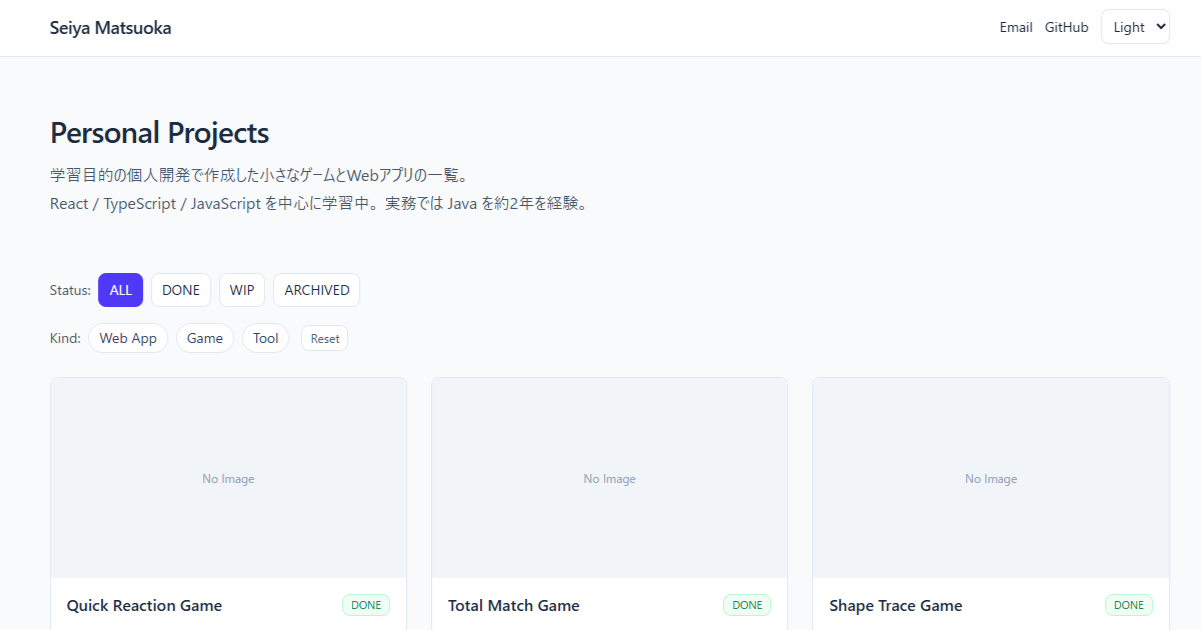 Seiya Matsuoka
Email GitHub Light
Personal Projects
学習目的の個人開発で作成した小さなゲームとWebアプリの一覧。
React / TypeScript / JavaScript を中心に学習中。実務では Java を約2年を経験。
Status: ALL DONE WIP ARCHIVED
Kind: Web App Game Tool Reset
No Image No Image No Image
Quick Reaction Game DONE Total Match Game DONE Shape Trace Game DONE